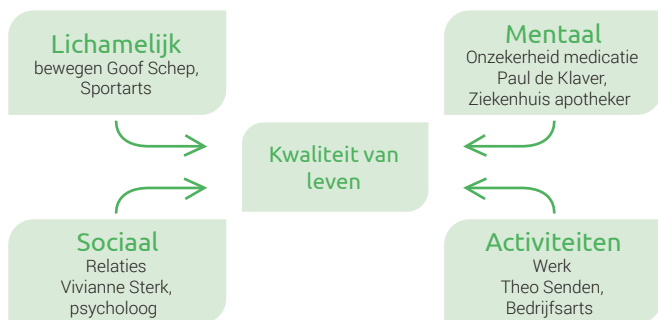 Lichamelijk
bewegen Goof Schep,
Sportarts
Mentaal
Onzekerheid medicatie
Paul de Klaver,
Ziekenhuis apotheker
Kwaliteit van
leven
Sociaal
Relaties
Vivianne Sterk,
psycholoog
Activiteiten
Werk
Theo Senden,
Bedrijfsarts